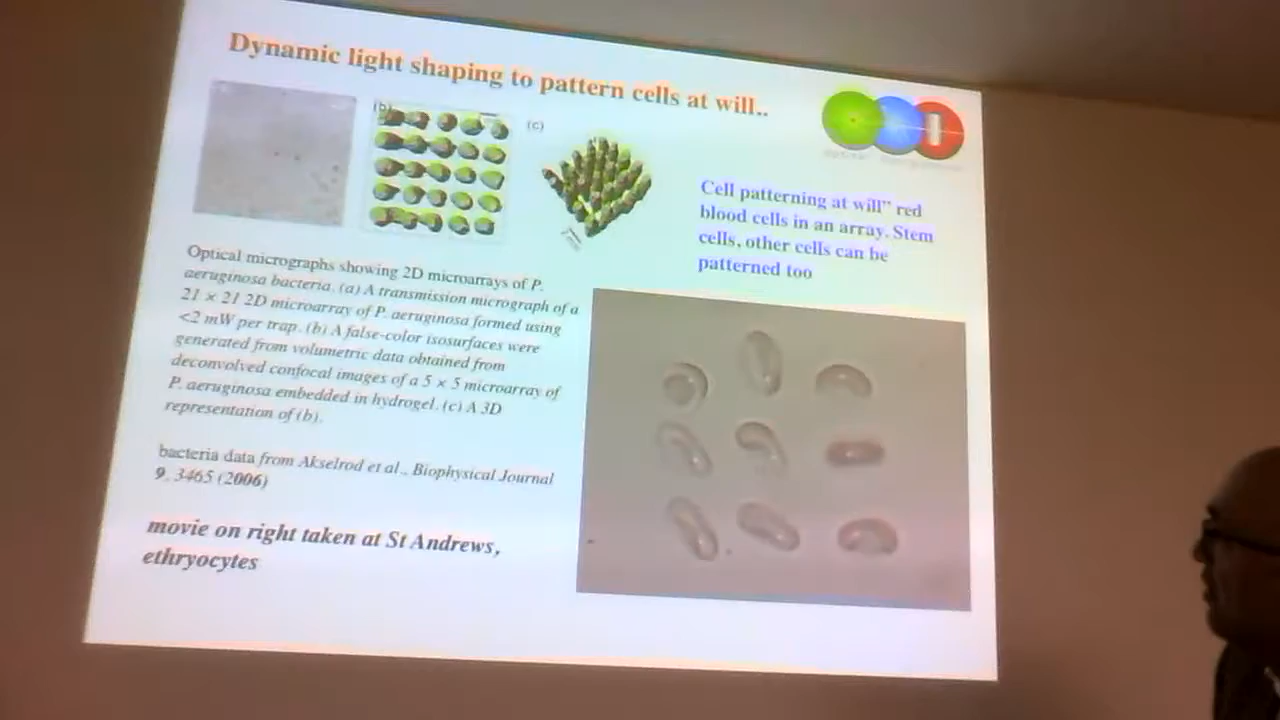 Dynamic light shaping to pattern cells at will..
(b)
(c)
Cell patterning at will" red
blood cells in an array. Stem
cells, other cells can be
patterned too
Optical micrographs showing 2D microarrays of P.
aeruginosa bacteria. (a) A transmission micrograph of a
21 × 21 2D microarray of P. aeruginosa formed using
<2 mW per trap. (b) A false-color isosurfaces were
generated from volumetric data obtained from
deconvolved confocal images of a 5 × 5 microarray of
P. aeruginosa embedded in hydrogel. (c) A 3D
representation of (b).
bacteria data from Akselrod et al., Biophysical Journal
9, 3465 (2006)
movie on right taken at St Andrews,
ethryocytes